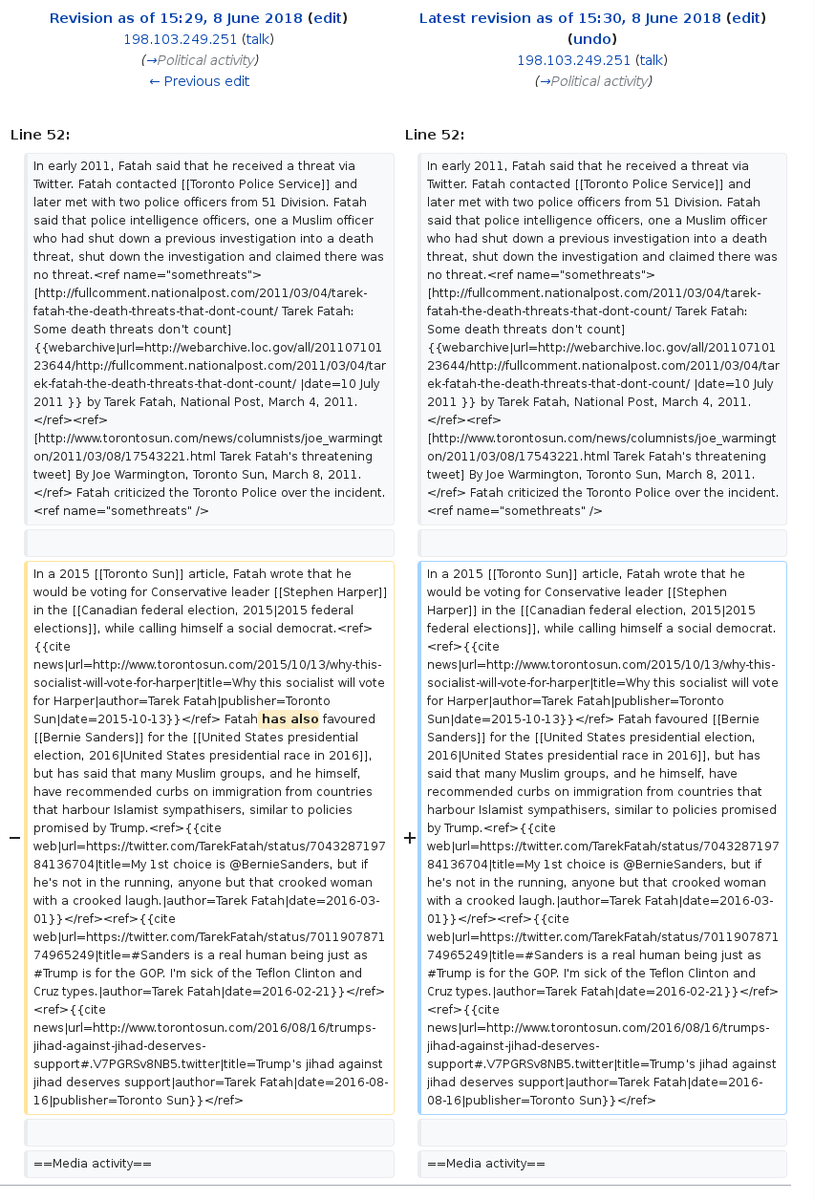 Revision as of 15:29, 8 June 2018 (edit)
198.103.249.251 (talk)
(→Political activity)
← Previous edit
Latest revision as of 15:30, 8 June 2018 (edit)
(undo)
198.103.249.251 (talk)
(→Political activity)
Line 52:
In early 2011, Fatah said that he received a threat via
Twitter. Fatah contacted [[Toronto Police Service]] and
later met with two police officers from 51 Division. Fatah
said that police intelligence officers, one a Muslim officer
who had shut down a previous investigation into a death
threat, shut down the investigation and claimed there was
no threat.<ref name="somethreats">
[http://fullcomment.nationalpost.com/2011/03/04/tarek-
fatah-the-death-threats-that-dont-count/ Tarek Fatah:
Some death threats don't count]
{{webarchive|url=http://webarchive.loc.gov/all/201107101
23644/http://fullcomment.nationalpost.com/2011/03/04/tar
ek-fatah-the-death-threats-that-dont-count/ |date=10 July
2011 }} by Tarek Fatah, National Post, March 4, 2011.
</ref><ref>
[http://www.torontosun.com/news/columnists/joe_warmingt
on/2011/03/08/17543221.html Tarek Fatah's threatening
tweet] By Joe Warmington, Toronto Sun, March 8, 2011.
</ref> Fatah criticized the Toronto Police over the incident.
<ref name="somethreats" />
−
In a 2015 [[Toronto Sun]] article, Fatah wrote that he
would be voting for Conservative leader [[Stephen Harper]]
in the [[Canadian federal election, 2015|2015 federal
elections]], while calling himself a social democrat.<ref>
{{cite
news|url=http://www.torontosun.com/2015/10/13/why-this-
socialist-will-vote-for-harper|title=Why this socialist will vote
for Harper|author=Tarek Fatah|publisher=Toronto
Sun|date=2015-10-13}}</ref> Fatah has also favoured
[[Bernie Sanders]] for the [[United States presidential
election, 2016|United States presidential race in 2016]],
but has said that many Muslim groups, and he himself,
have recommended curbs on immigration from countries
that harbour Islamist sympathisers, similar to policies
promised by Trump.<ref>{{cite
web|url=https://twitter.com/TarekFatah/status/7043287197
84136704|title=My 1st choice is @BernieSanders, but if
he's not in the running, anyone but that crooked woman
with a crooked laugh.|author=Tarek Fatah|date=2016-03-
01}}</ref><ref>{{cite
web|url=https://twitter.com/TarekFatah/status/7011907871
74965249|title=#Sanders is a real human being just as
#Trump is for the GOP. I'm sick of the Teflon Clinton and
Cruz types.|author=Tarek Fatah|date=2016-02-21}}</ref>
<ref>{{cite
news|url=http://www.torontosun.com/2016/08/16/trumps-
jihad-against-jihad-deserves-
support#.V7PGRSv8NB5.twitter|title=Trump's jihad against
jihad deserves support|author=Tarek Fatah|date=2016-08-
16|publisher=Toronto Sun}}</ref>
==Media activity==
Line 52:
In early 2011, Fatah said that he received a threat via
Twitter. Fatah contacted [[Toronto Police Service]] and
later met with two police officers from 51 Division. Fatah
said that police intelligence officers, one a Muslim officer
who had shut down a previous investigation into a death
threat, shut down the investigation and claimed there was
no threat.<ref name="somethreats">
[http://fullcomment.nationalpost.com/2011/03/04/tarek-
fatah-the-death-threats-that-dont-count/ Tarek Fatah:
Some death threats don't count]
{{webarchive|url=http://webarchive.loc.gov/all/201107101
23644/http://fullcomment.nationalpost.com/2011/03/04/tar
ek-fatah-the-death-threats-that-dont-count/ |date=10 July
2011 }} by Tarek Fatah, National Post, March 4, 2011.
</ref><ref>
[http://www.torontosun.com/news/columnists/joe_warmingt
on/2011/03/08/17543221.html Tarek Fatah's threatening
tweet] By Joe Warmington, Toronto Sun, March 8, 2011.
</ref> Fatah criticized the Toronto Police over the incident.
<ref name="somethreats" />
+
In a 2015 [[Toronto Sun]] article, Fatah wrote that he
would be voting for Conservative leader [[Stephen
Harper]] in the [[Canadian federal election, 2015|2015
federal elections]], while calling himself a social democrat.
<ref>{{cite
news|url=http://www.torontosun.com/2015/10/13/why-this-
socialist-will-vote-for-harper|title=Why this socialist will vote
for Harper|author=Tarek Fatah|publisher=Toronto
Sun|date=2015-10-13}}</ref> Fatah favoured [[Bernie
Sanders]] for the [[United States presidential election,
2016|United States presidential race in 2016]], but has
said that many Muslim groups, and he himself, have
recommended curbs on immigration from countries that
harbour Islamist sympathisers, similar to policies promised
by Trump.<ref>{{cite
web|url=https://twitter.com/TarekFatah/status/7043287197
84136704|title=My 1st choice is @BernieSanders, but if
he's not in the running, anyone but that crooked woman
with a crooked laugh.|author=Tarek Fatah|date=2016-03-
01}}</ref><ref>{{cite
web|url=https://twitter.com/TarekFatah/status/7011907871
74965249|title=#Sanders is a real human being just as
#Trump is for the GOP. I'm sick of the Teflon Clinton and
Cruz types.|author=Tarek Fatah|date=2016-02-21}}</ref>
<ref>{{cite
news|url=http://www.torontosun.com/2016/08/16/trumps-
jihad-against-jihad-deserves-
support#.V7PGRSv8NB5.twitter|title=Trump's jihad against
jihad deserves support|author=Tarek Fatah|date=2016-
08-16|publisher=Toronto Sun}}</ref>
==Media activity==